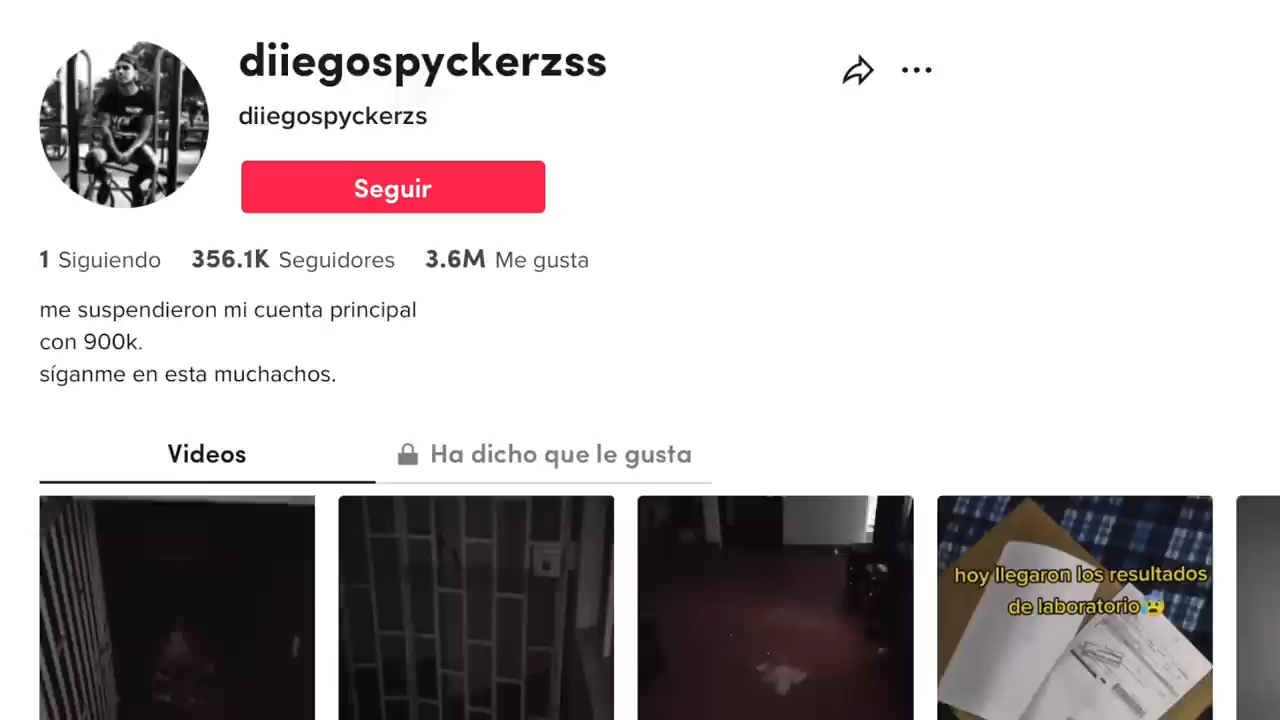 diiegospyckerzss
diiegospyckerzs
Seguir
1 Siguiendo 356.1K Seguidores 3.6M Me gusta
me suspendieron mi cuenta principal
con 900k.
síganme en esta muchachos.
Videos Ha dicho que le gusta
hoy llegaron los resultados
de laboratorio😰